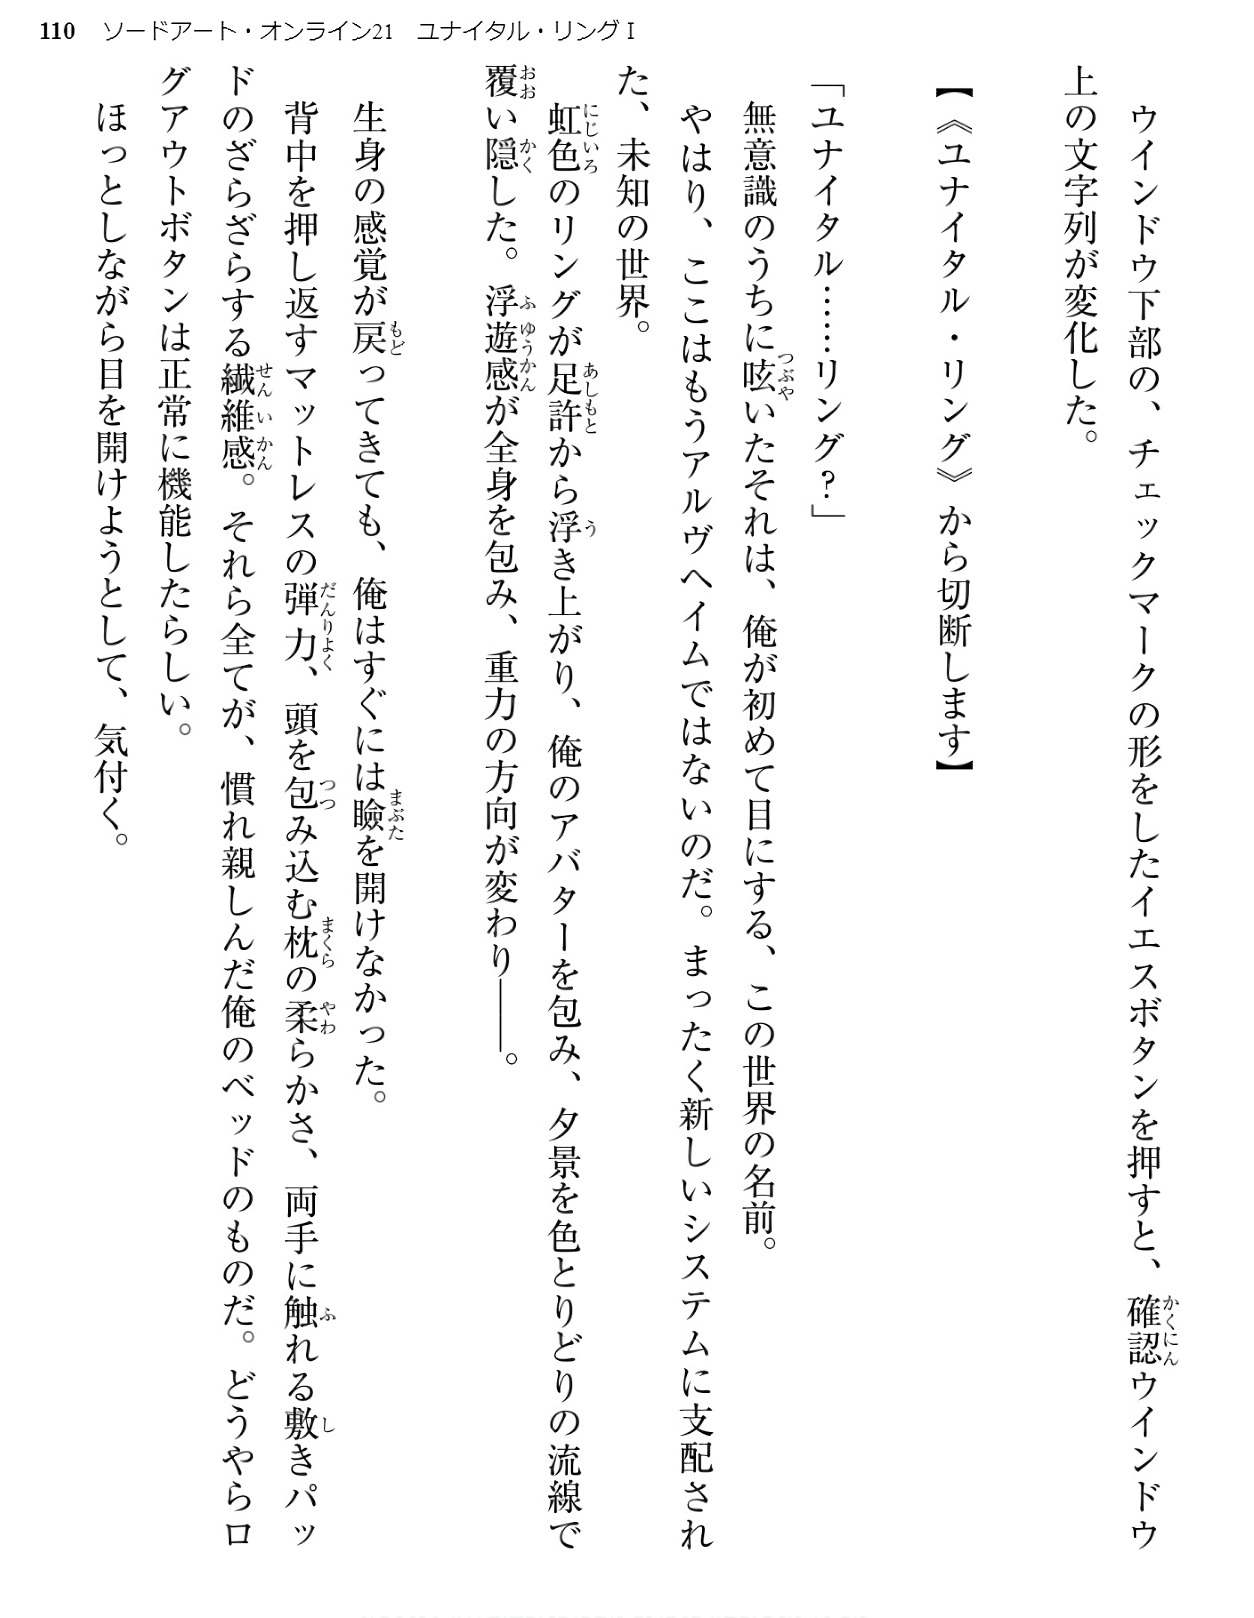 110 ソードアート・オンライン21 ユナイタル・リングⅠ
ウインドウ下部の、チェックマークの形をしたイエスボタンを押すと、確認ウインドウ
上の文字列が変化した。
【《ユナイタル・リング》から切断します】
「ユナイタル……リング？」
無意識のうちに呟いたそれは、俺が初めて目にする、この世界の名前。
やはり、ここはもうアルヴヘイムではないのだ。まったく新しいシステムに支配され
た、未知の世界。
虹色のリングが足許から浮き上がり、俺のアバターを包み、夕景を色とりどりの流線で
覆い隠した。浮遊感が全身を包み、重力の方向が変わり――。
生身の感覚が戻ってきても、俺はすぐには瞼を開けなかった。
背中を押し返すマットレスの弾力、頭を包み込む枕の柔らかさ、両手に触れる敷きパッ
ドのざらざらする繊維感。それら全てが、慣れ親しんだ俺のベッドのものだ。どうやらロ
グアウトボタンは正常に機能したらしい。
ほっとしながら目を開けようとして、気付く。